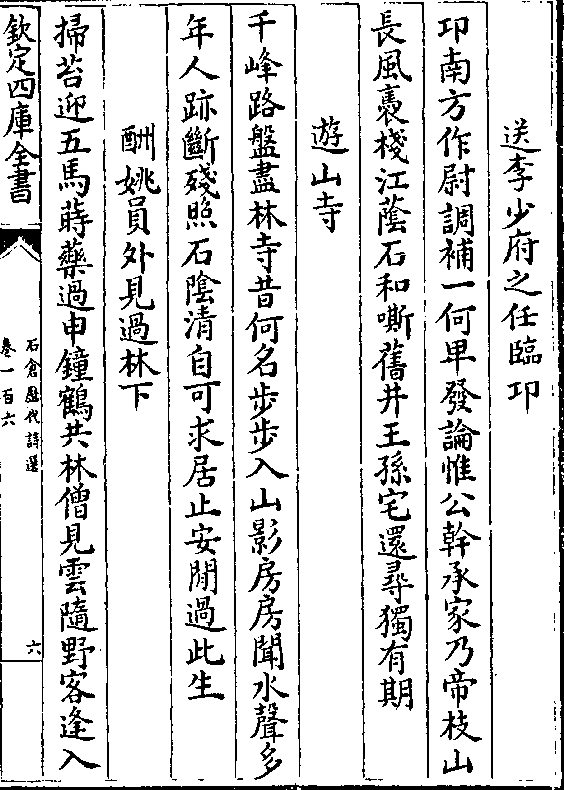 送李少府之任臨卭
卭南方作尉調補一何早發論惟公幹承家乃帝枝山
長風裊棧江蔭石和嘶舊井王孫宅還尋獨有期
遊山寺
千峰路盤盡林寺昔何名步步入山影房房聞水聲多
年人跡斷殘照石陰清自可求居止安閒過此生
酬姚員外見過林下
掃苔迎五馬蒔藥過申鐘鶴共林僧見雲隨野客逢入
欽定四庫全書
石倉歷代詩選
卷一百六
六